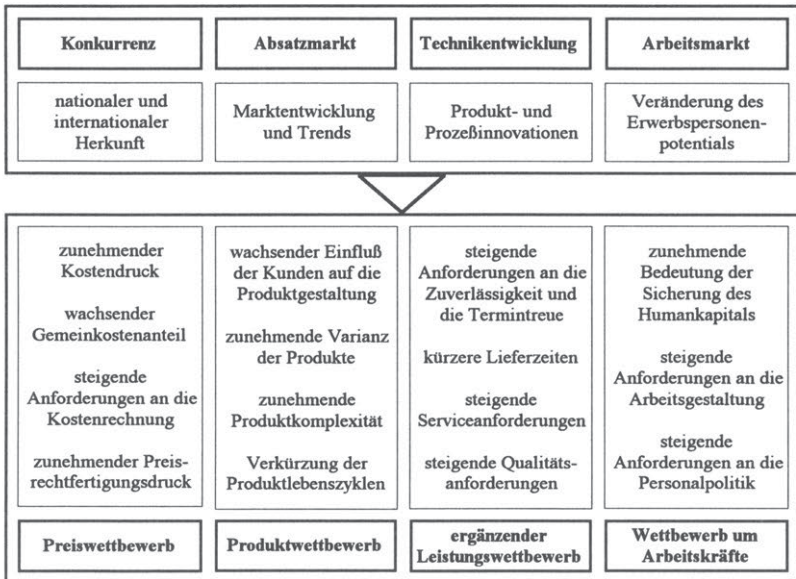 Konkurrenz
Absatzmarkt
Technikentwicklung
Arbeitsmarkt
nationaler und
internationaler
Herkunft
Marktentwicklung
und Trends
Produkt- und
Prozeßinnovationen
Veränderung des
Erwerbspersonen-
potentials
zunehmender
Kostendruck
wachsender
Gemeinkostenanteil
steigende
Anforderungen an die
Kostenrechnung
zunehmender Preis-
rechtfertigungsdruck
wachsender Einfluß
der Kunden auf die
Produktgestaltung
zunehmende Varianz
der Produkte
zunehmende
Produktkomplexität
Verkürzung der
Produktlebenszyklen
steigende
Anforderungen an die
Zuverlässigkeit und
die Termintreue
kürzere Lieferzeiten
steigende
Serviceanforderungen
steigende Qualitäts-
anforderungen
zunehmende
Bedeutung der
Sicherung des
Humankapitals
steigende
Anforderungen an die
Arbeitsgestaltung
steigende
Anforderungen an die
Personalpolitik
Preiswettbewerb
Produktwettbewerb
ergänzender
Leistungswettbewerb
Wettbewerb um
Arbeitskräfte